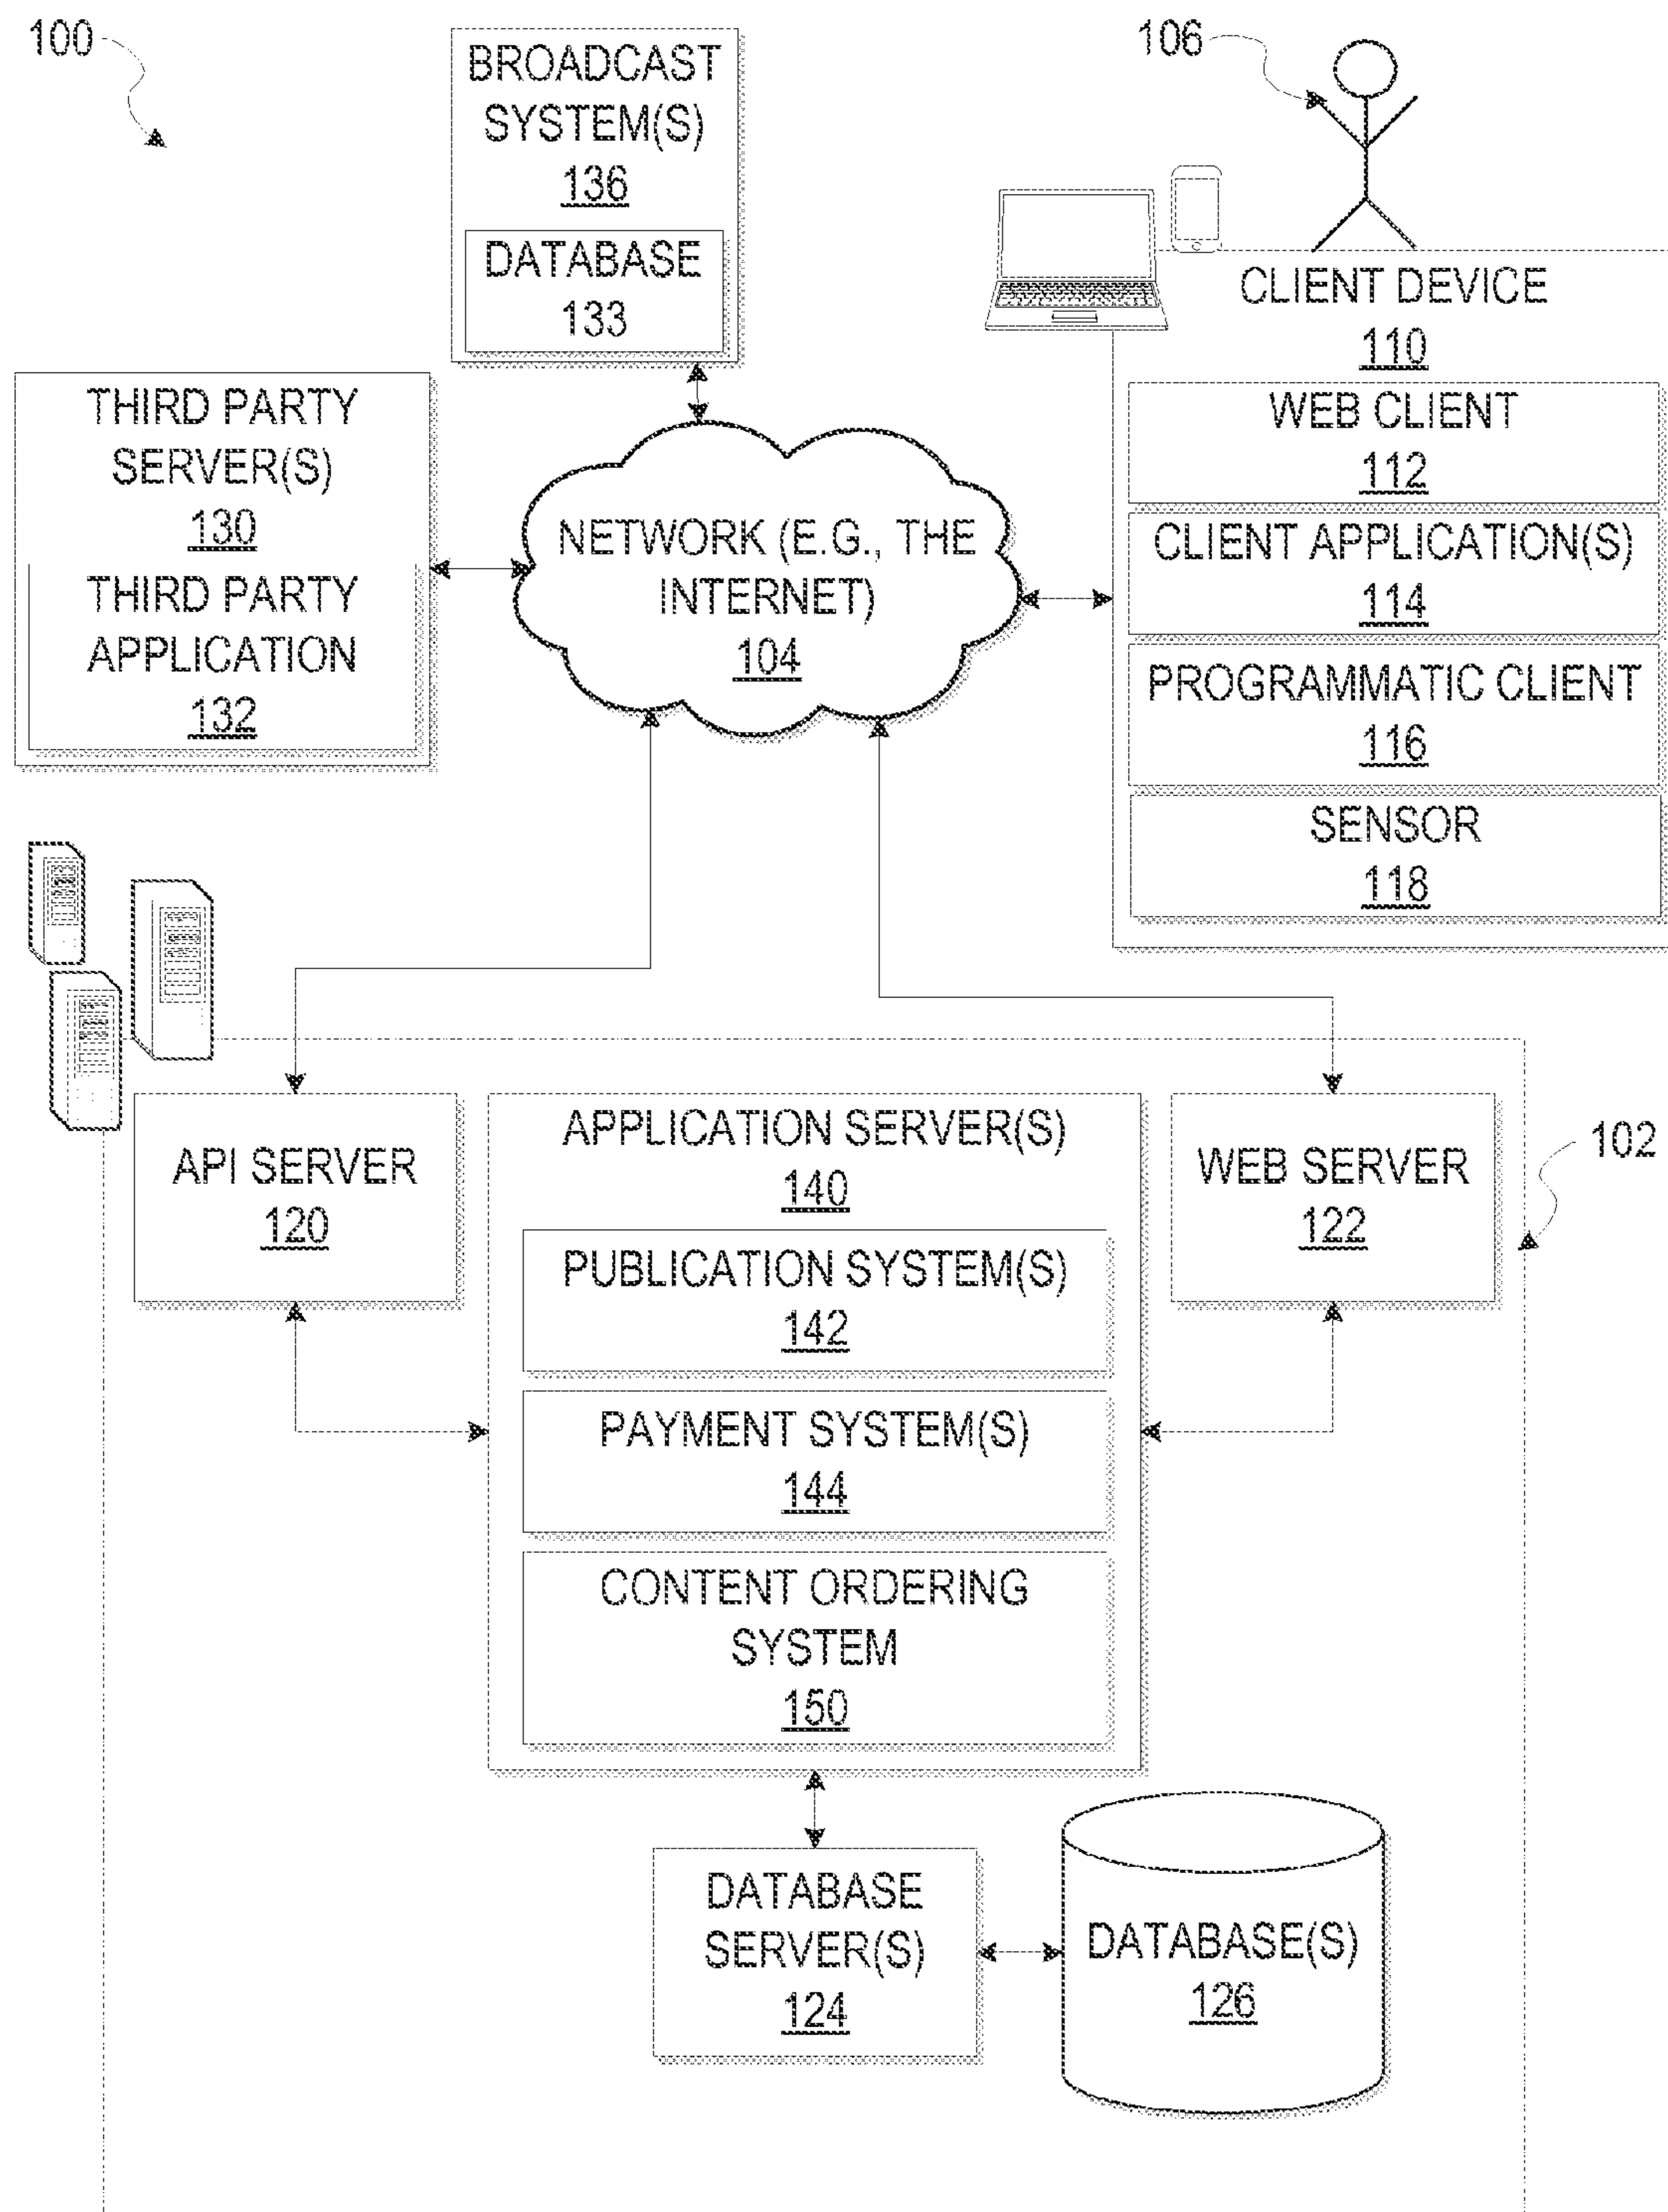 100
BROADCAST
SYSTEM(S)
136
DATABASE
133
106
CLIENT DEVICE
110
WEB CLIENT
112
CLIENT APPLICATION(S)
114
PROGRAMMATIC CLIENT
116
SENSOR
118
THIRD PARTY
SERVER(S)
130
THIRD PARTY
APPLICATION
132
NETWORK (E.G., THE
INTERNET)
104
API SERVER
120
APPLICATION SERVER(S)
140
PUBLICATION SYSTEM(S)
142
PAYMENT SYSTEM(S)
144
CONTENT ORDERING
SYSTEM
150
WEB SERVER
122
102
DATABASE
SERVER(S)
124
DATABASE(S)
126